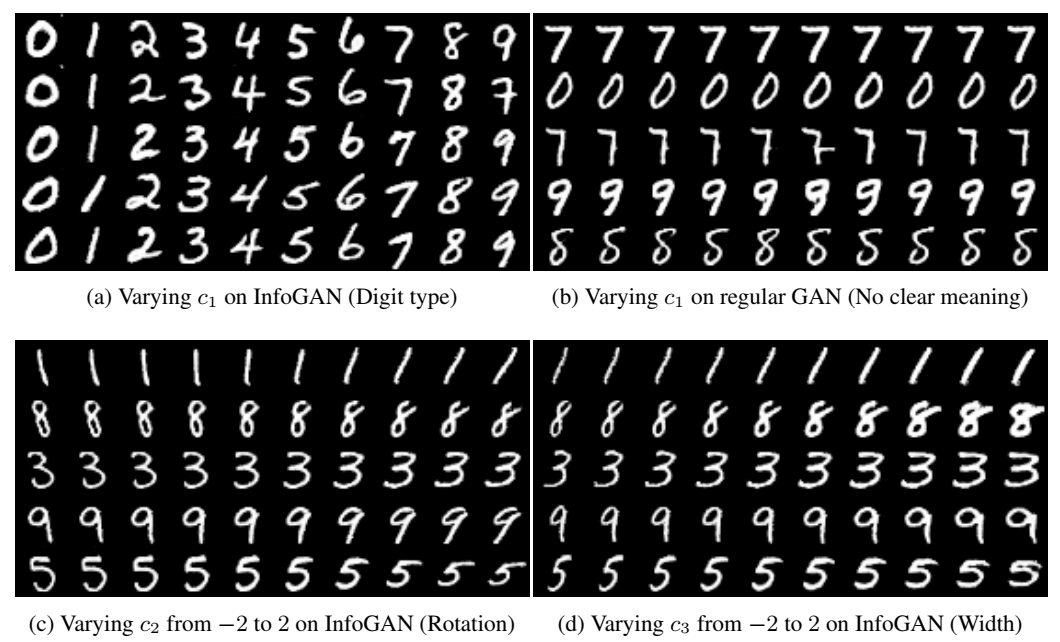 0 1 2 3 4 5 6 7 8 9
0 1 2 3 4 5 6 7 8 7
0 1 2 3 4 5 6 7 8 9
0 1 2 3 4 5 6 7 8 9
0 1 2 3 4 5 6 7 8 9
(a) Varying c₁ on InfoGAN (Digit type)
7 7 7 7 7 7 7 7 7 7
0 0 0 0 0 0 0 0 0 0
7 7 7 7 7 7 7 7 7
9 9 9 9 9 9 9 9
8 8
(b) Varying c₁ on regular GAN (No clear meaning)
1 1 1 1 1 1 1 1 1 1
8 8 8 8 8 8 8 8 8 8
3 3 3 3 3 3 3 3 3 3
9 9 9 9 9 9 9 9 9 9
5 5 5 5 5 5 5 5 5 5
(c) Varying c₂ from −2 to 2 on InfoGAN (Rotation)
1 1 1 1 1 1 1 1 1 1
8 8 8 8 8 8 8 8 8 8
3 3 3 3 3 3 3 3 3 3
9 9 9 9 9 9 9 9 9 9
5 5 5 5 5 5 5 5 5 5
(d) Varying c₃ from −2 to 2 on InfoGAN (Width)